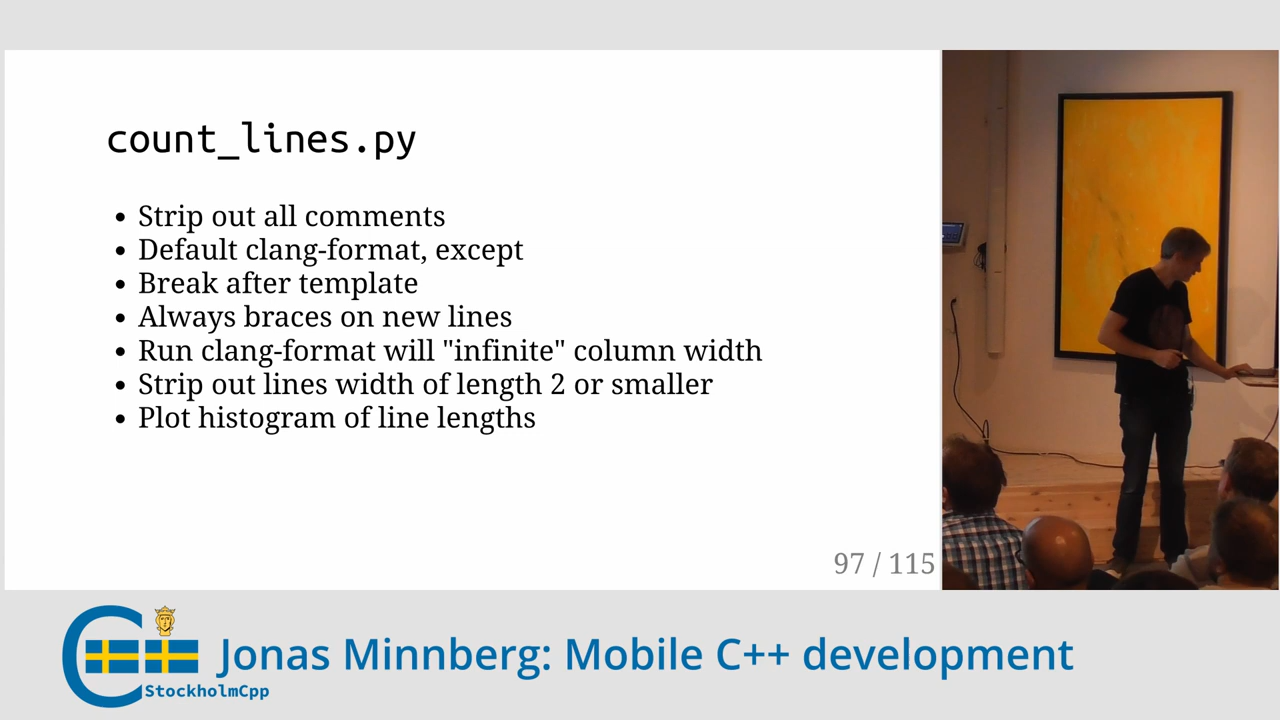 count_lines.py
• Strip out all comments
• Default clang-format, except
• Break after template
• Always braces on new lines
• Run clang-format will "infinite" column width
• Strip out lines width of length 2 or smaller
• Plot histogram of line lengths
97 / 115
C++
StockholmCpp
Jonas Minnberg: Mobile C++ development